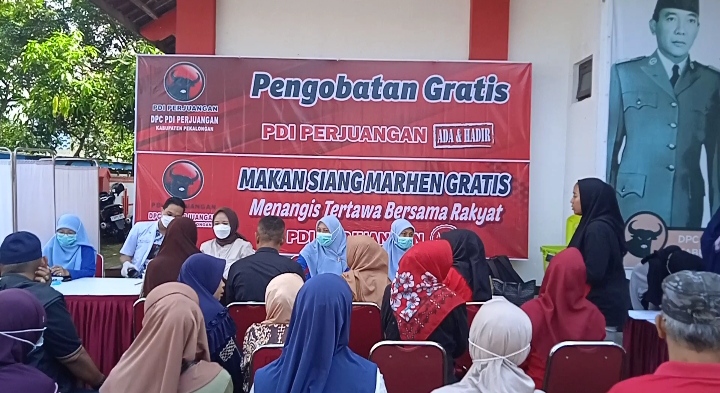 PDI PERJUANGAN
DPC PDI PERJUANGAN
KABUPATEN PEKALONGAN
Pengobatan Gratis
PDI PERJUANGAN ADA & HADIR
MAKAN SIANG MARHEN GRATIS
Menangis Tertawa Bersama Rakyat
DPC